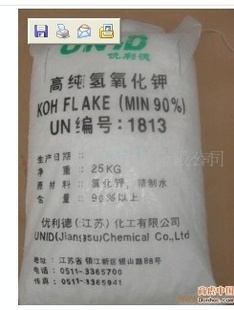 UNID
优利德
高纯氢氧化钾
KOH FLAKE (MIN 90%)
UN编号:1813
生产日期:
净 重: 25KG
原材料: 氯化钾,精制水
含 量: 90%以上
优利德(江苏)化工有限公司
UNID(Jiangsu)Chemical Co.,Ltd
地址:江苏省镇江新区银山路88号
电话:0511-3365700
传真:0511-3365941